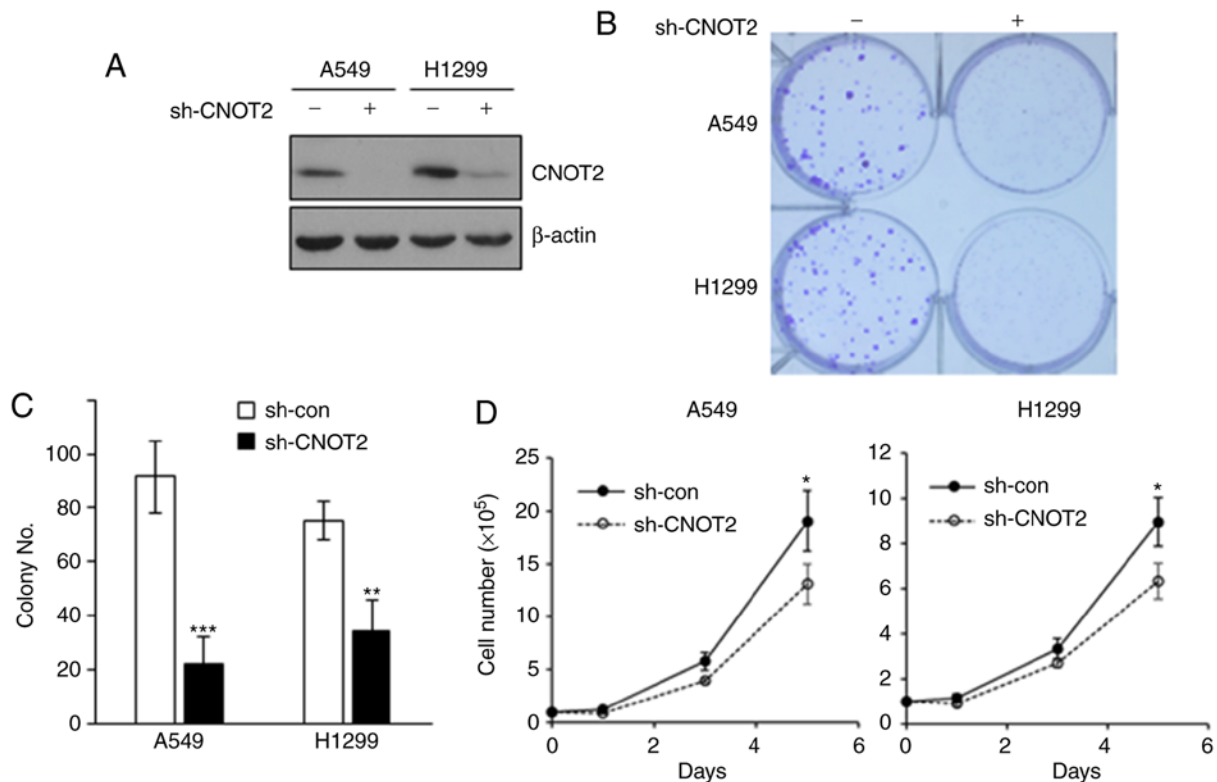 A
A549 H1299
sh-CNOT2 − + − +
CNOT2
β-actin
B
sh-CNOT2 − +
A549
H1299
C
sh-con
sh-CNOT2
Colony No.
100
80
60
40
20
0
***
**
A549 H1299
D
A549
Cell number (×10⁵)
25
20
15
10
5
0
sh-con
sh-CNOT2
*
0 2 4 6
Days
H1299
12
10
8
6
4
2
0
sh-con
sh-CNOT2
*
0 2 4 6
Days